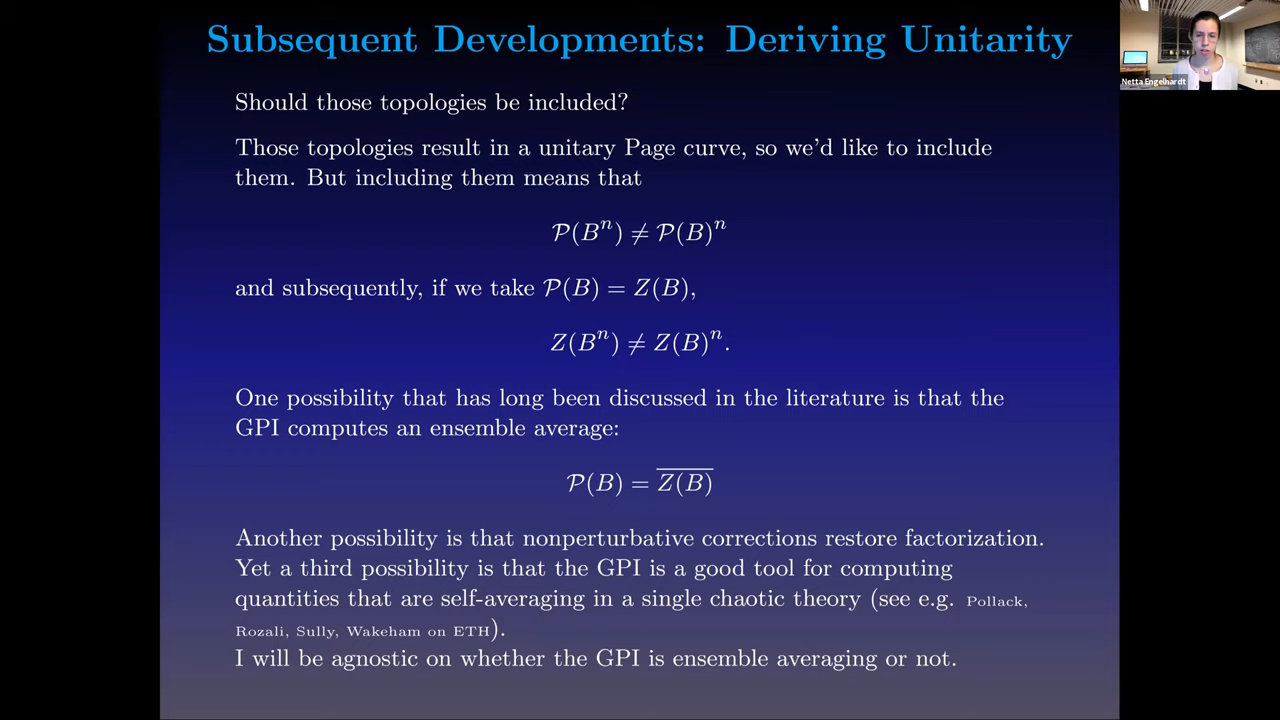 Subsequent Developments: Deriving Unitarity
Netta Engelhardt
Should those topologies be included?
Those topologies result in a unitary Page curve, so we'd like to include
them. But including them means that
𝒫(Bⁿ) ≠ 𝒫(B)ⁿ
and subsequently, if we take 𝒫(B) = Z(B),
Z(Bⁿ) ≠ Z(B)ⁿ.
One possibility that has long been discussed in the literature is that the
GPI computes an ensemble average:
𝒫(B) = \overline{Z(B)}
Another possibility is that nonperturbative corrections restore factorization.
Yet a third possibility is that the GPI is a good tool for computing
quantities that are self-averaging in a single chaotic theory (see e.g. Pollack,
Rozali, Sully, Wakeham on ETH).
I will be agnostic on whether the GPI is ensemble averaging or not.